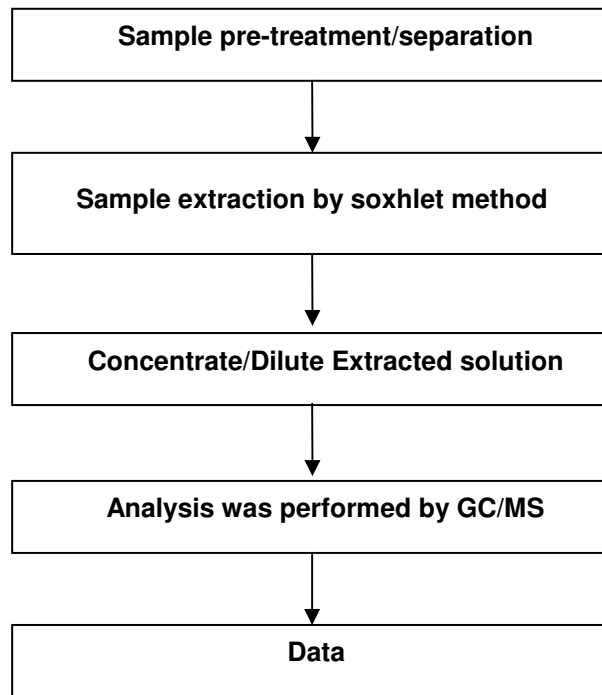 Sample pre-treatment/separation
Sample extraction by soxhlet method
Concentrate/Dilute Extracted solution
Analysis was performed by GC/MS
Data